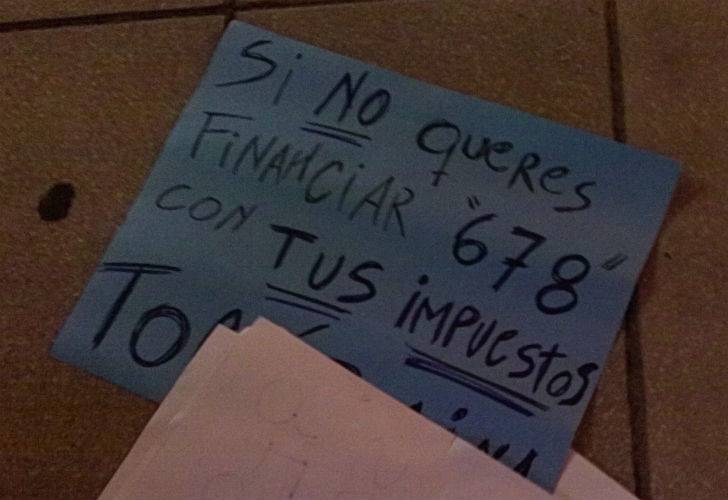 Si NO QUERES
FINANCIAR "678"
CON TUS iMPUESTOS